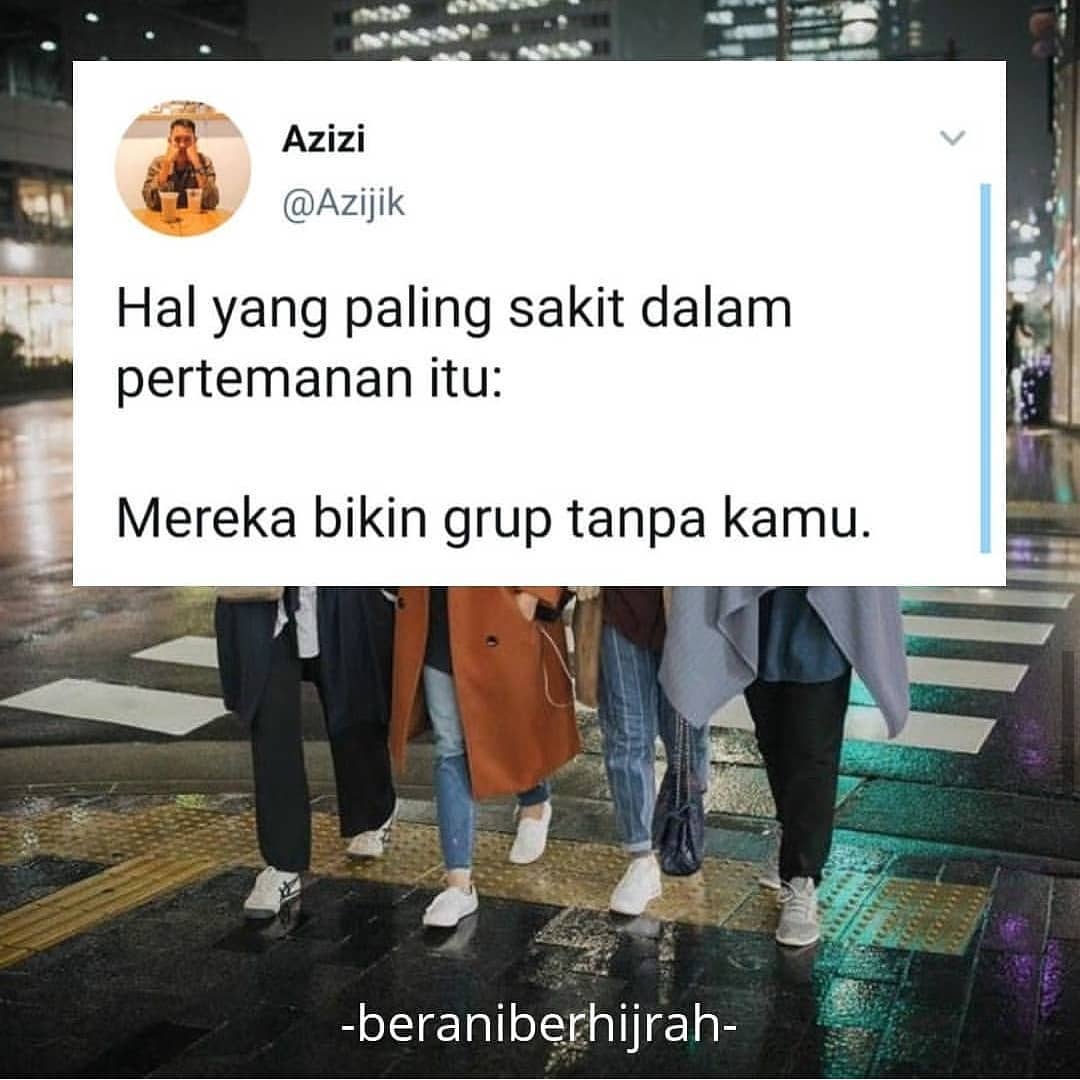 Azizi
@Azijik
Hal yang paling sakit dalam
pertemanan itu:
Mereka bikin grup tanpa kamu.
-beraniberhijrah-